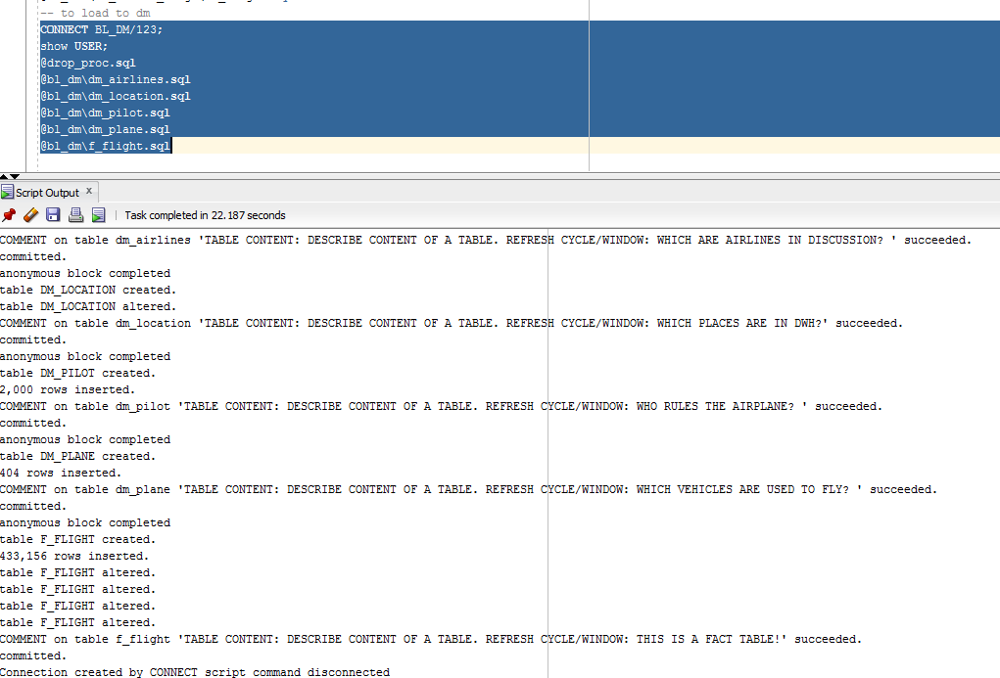 -- to load to dm
CONNECT BL_DM/123;
show USER;
@drop_proc.sql
@bl_dm\dm_airlines.sql
@bl_dm\dm_location.sql
@bl_dm\dm_pilot.sql
@bl_dm\dm_plane.sql
@bl_dm\f_flight.sql
Script Output x
Task completed in 22.187 seconds
COMMENT on table dm_airlines 'TABLE CONTENT: DESCRIBE CONTENT OF A TABLE. REFRESH CYCLE/WINDOW: WHICH ARE AIRLINES IN DISCUSSION? ' succeeded.
committed.
anonymous block completed
table DM_LOCATION created.
table DM_LOCATION altered.
COMMENT on table dm_location 'TABLE CONTENT: DESCRIBE CONTENT OF A TABLE. REFRESH CYCLE/WINDOW: WHICH PLACES ARE IN DWH?' succeeded.
committed.
anonymous block completed
table DM_PILOT created.
2,000 rows inserted.
COMMENT on table dm_pilot 'TABLE CONTENT: DESCRIBE CONTENT OF A TABLE. REFRESH CYCLE/WINDOW: WHO RULES THE AIRPLANE? ' succeeded.
committed.
anonymous block completed
table DM_PLANE created.
404 rows inserted.
COMMENT on table dm_plane 'TABLE CONTENT: DESCRIBE CONTENT OF A TABLE. REFRESH CYCLE/WINDOW: WHICH VEHICLES ARE USED TO FLY? ' succeeded.
committed.
anonymous block completed
table F_FLIGHT created.
433,156 rows inserted.
table F_FLIGHT altered.
table F_FLIGHT altered.
table F_FLIGHT altered.
table F_FLIGHT altered.
COMMENT on table f_flight 'TABLE CONTENT: DESCRIBE CONTENT OF A TABLE. REFRESH CYCLE/WINDOW: THIS IS A FACT TABLE!' succeeded.
committed.
Connection created by CONNECT script command disconnected